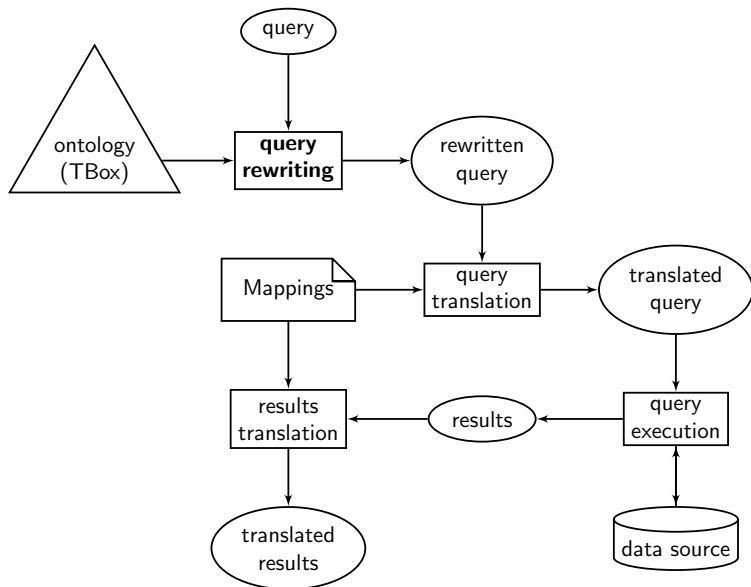 query
ontology
(TBox)
query
rewriting
rewritten
query
Mappings
query
translation
translated
query
results
translation
results
query
execution
translated
results
data source